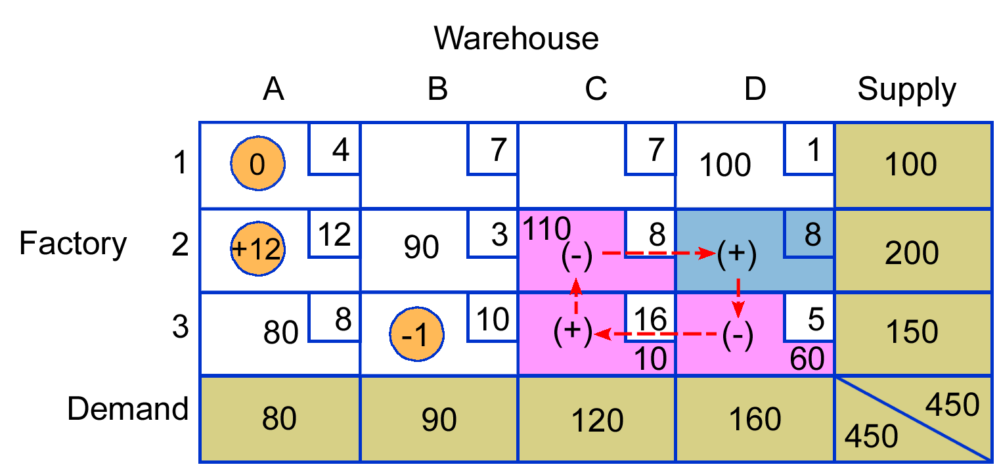 Warehouse
A B C D Supply
1 0 4 7 7 100 1 100
Factory 2 +12 12 90 3 110 (-) 8 (+) 8 200
3 80 8 -1 10 (+) 16 10 (-) 5 60 150
Demand 80 90 120 160 450 450